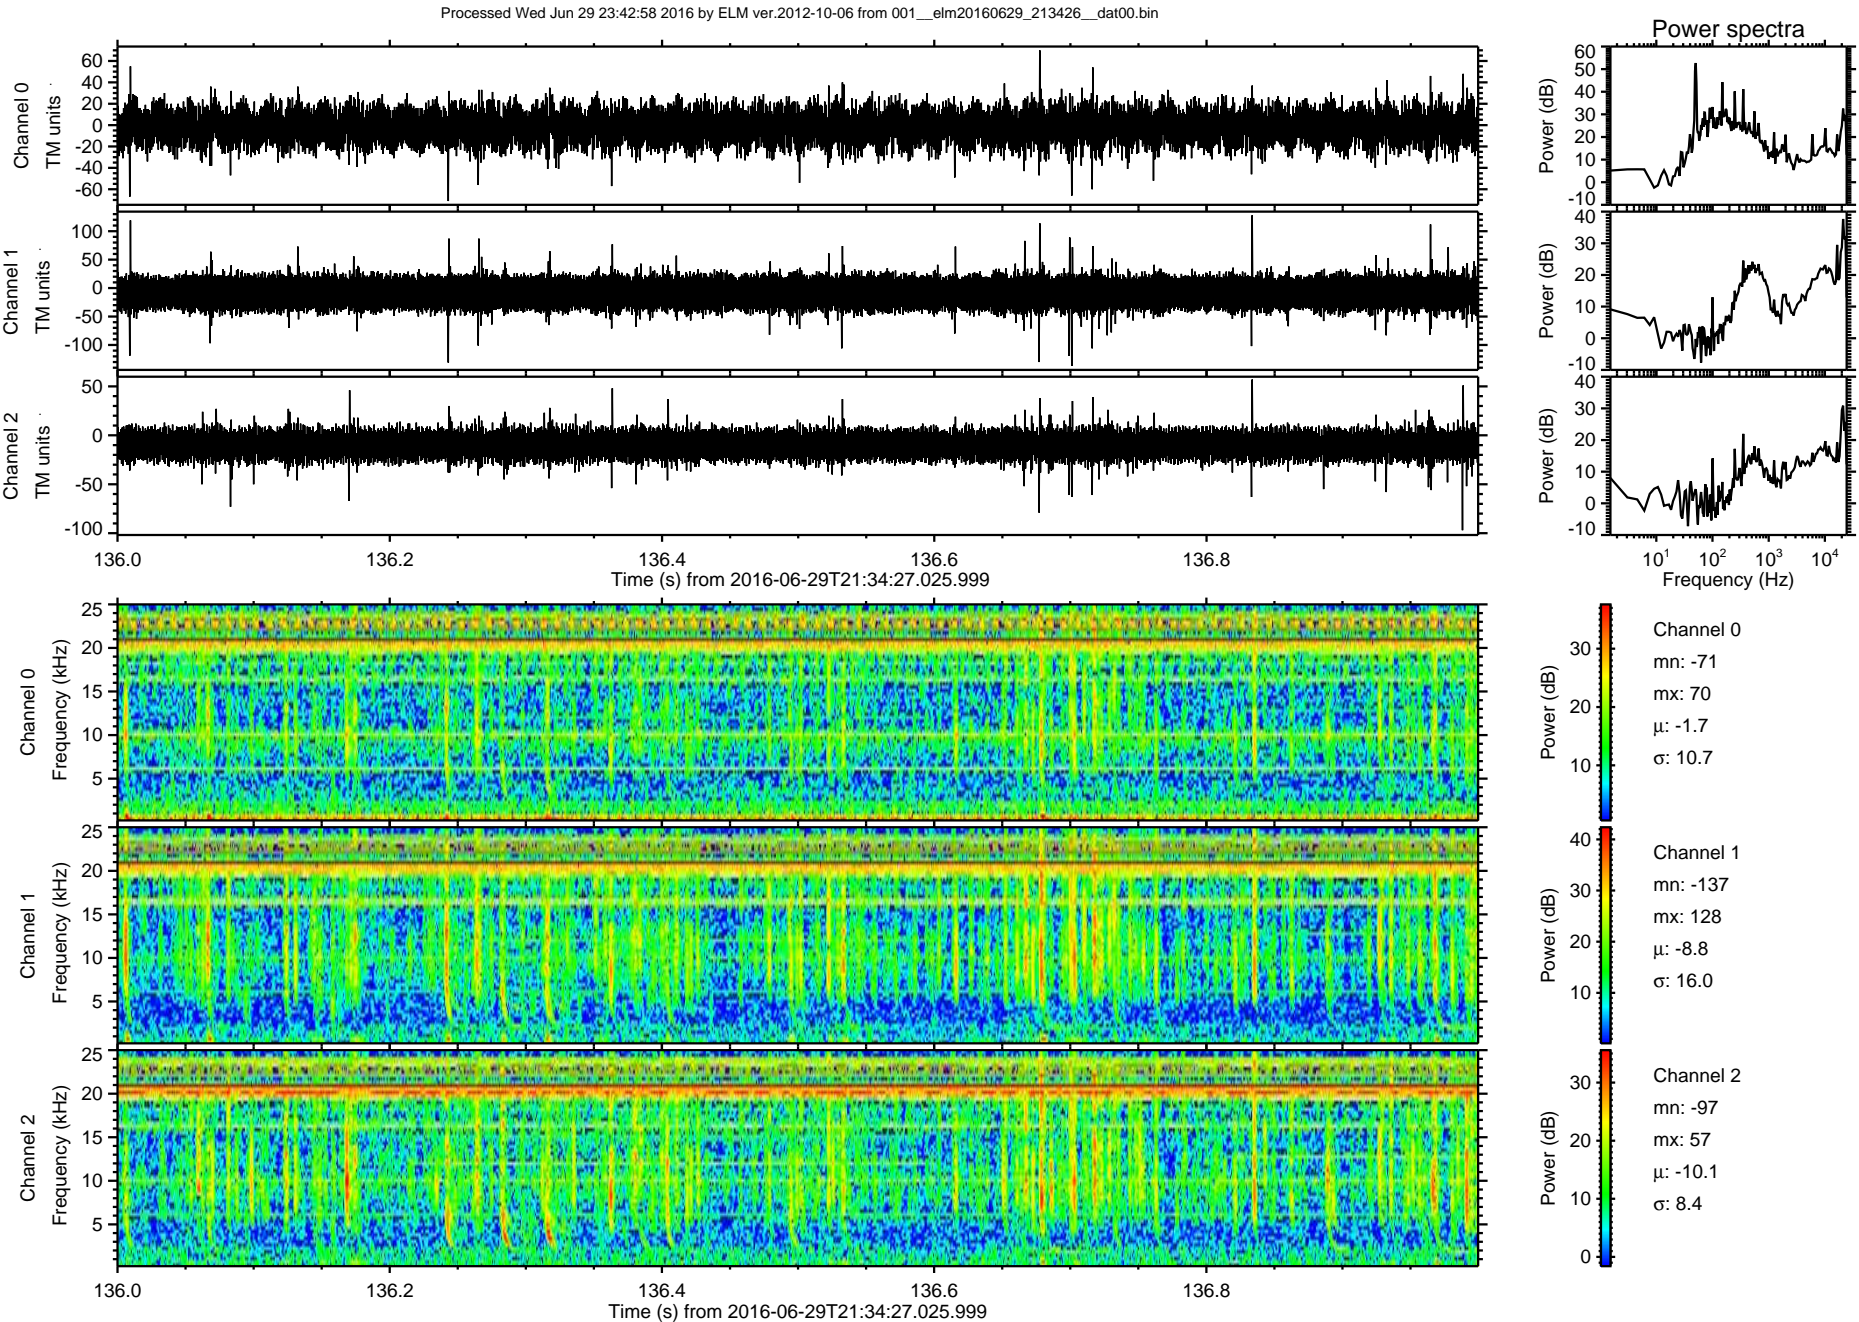 Processed Wed Jun 29 23:42:58 2016 by ELM ver.2012-10-06 from 001__elm20160629_213426__dat00.bin
Power spectra
Channel 0
TM units
60
40
20
0
-20
-40
-60
Power (dB)
60
50
40
30
20
10
0
-10
Channel 1
TM units
100
50
0
-50
-100
Power (dB)
40
30
20
10
0
-10
Channel 2
TM units
50
0
-50
-100
Power (dB)
40
30
20
10
0
-10
136.0 136.2 136.4 136.6 136.8
Time (s) from 2016-06-29T21:34:27.025.999
10¹ 10² 10³ 10⁴
Frequency (Hz)
Channel 0
Frequency (kHz)
25
20
15
10
5
Power (dB)
30
20
10
Channel 0
mn: -71
mx: 70
µ: -1.7
σ: 10.7
Channel 1
Frequency (kHz)
25
20
15
10
5
Power (dB)
40
30
20
10
Channel 1
mn: -137
mx: 128
µ: -8.8
σ: 16.0
Channel 2
Frequency (kHz)
25
20
15
10
5
Power (dB)
30
20
10
0
Channel 2
mn: -97
mx: 57
µ: -10.1
σ: 8.4
136.0 136.2 136.4 136.6 136.8
Time (s) from 2016-06-29T21:34:27.025.999